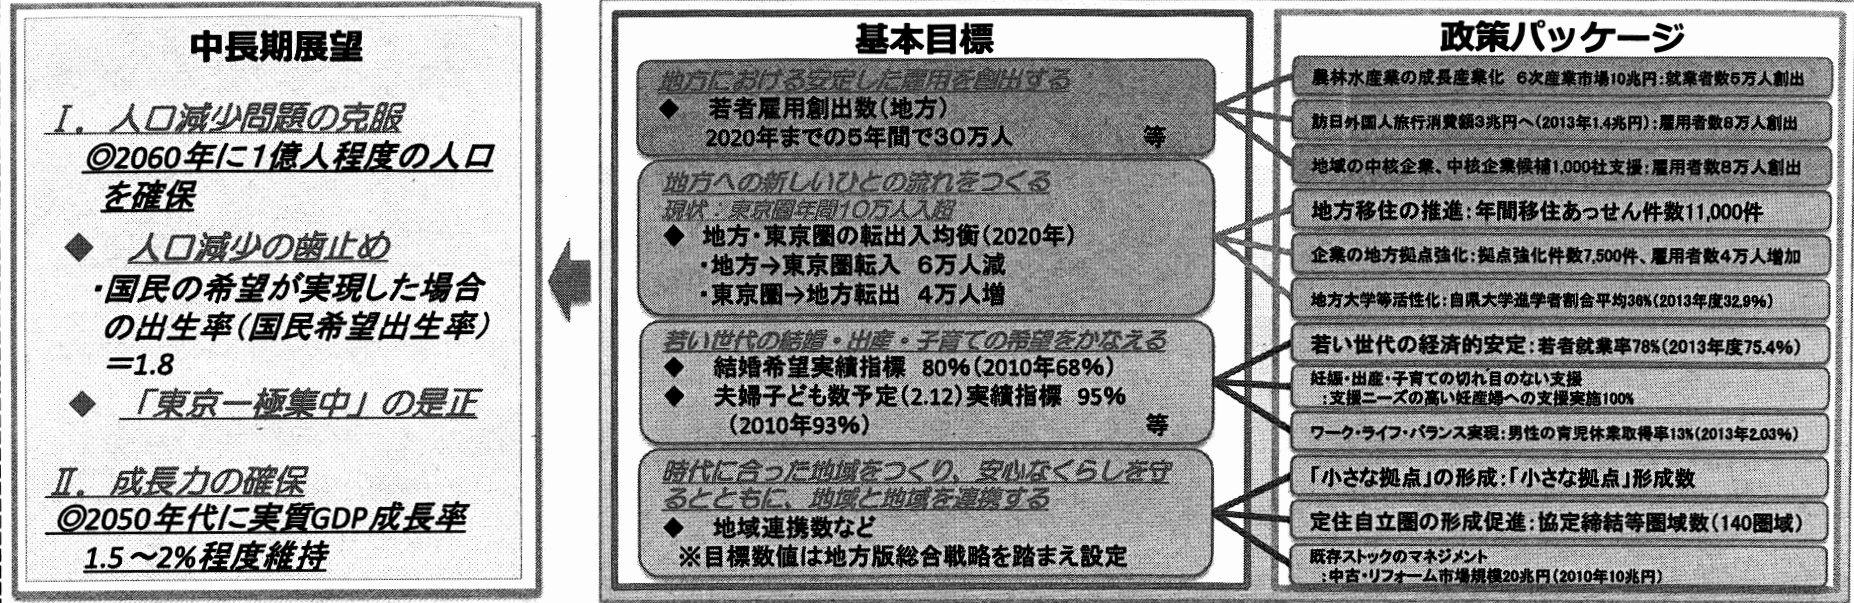 中長期展望
Ⅰ．人口減少問題の克服
◎2060年に1億人程度の人口
を確保
◆ 人口減少の歯止め
・国民の希望が実現した場合
の出生率（国民希望出生率）
＝1.8
◆ 「東京一極集中」の是正
Ⅱ．成長力の確保
◎2050年代に実質GDP成長率
1.5～2%程度維持
基本目標
地方における安定した雇用を創出する
◆ 若者雇用創出数（地方）
2020年までの5年間で30万人 等
地方への新しいひとの流れをつくる
現状：東京圏年間10万人入超
◆ 地方・東京圏の転出入均衡（2020年）
・地方→東京圏転入 6万人減
・東京圏→地方転出 4万人増
若い世代の結婚・出産・子育ての希望をかなえる
◆ 結婚希望実績指標 80%（2010年68%）
◆ 夫婦子ども数予定（2.12）実績指標 95%
（2010年93%） 等
時代に合った地域をつくり、安心なくらしを守
るとともに、地域と地域を連携する
◆ 地域連携数など
※目標数値は地方版総合戦略を踏まえ設定
政策パッケージ
農林水産業の成長産業化 6次産業市場10兆円：就業者数5万人創出
訪日外国人旅行消費額3兆円へ（2013年1.4兆円）：雇用者数8万人創出
地域の中核企業、中核企業候補1,000社支援：雇用者数8万人創出
地方移住の推進：年間移住あっせん件数11,000件
企業の地方拠点強化：拠点強化件数7,500件、雇用者数4万人増加
地方大学等活性化：自県大学進学者割合平均36%（2013年度32.9%）
若い世代の経済的安定：若者就業率78%（2013年度75.4%）
妊娠・出産・子育ての切れ目のない支援
：支援ニーズの高い妊産婦への支援実施100%
ワーク・ライフ・バランス実現：男性の育児休業取得率13%（2013年2.03%）
「小さな拠点」の形成：「小さな拠点」形成数
定住自立圏の形成促進：協定締結等圏域数（140圏域）
既存ストックのマネジメント
：中古・リフォーム市場規模20兆円（2010年10兆円）